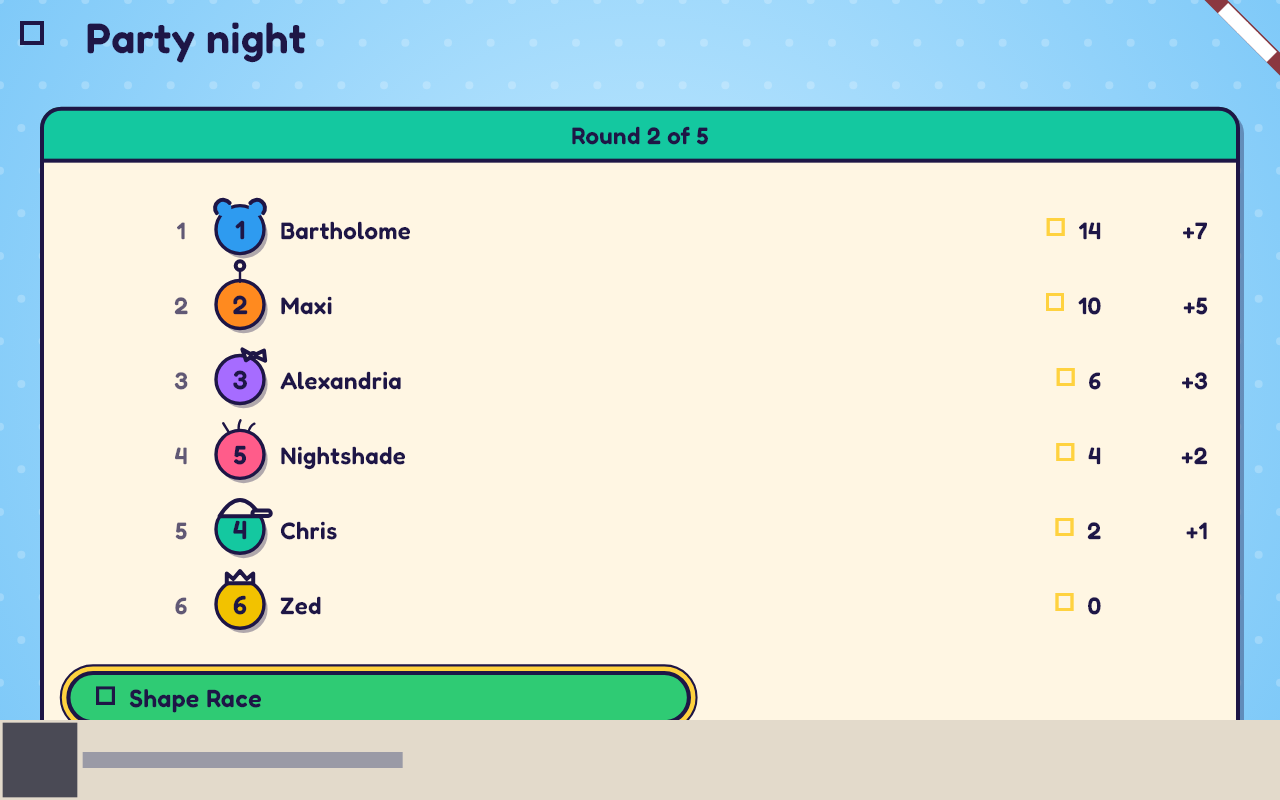 Party night
Round 2 of 5
1 1 Bartholome 14 +7
2 2 Maxi 10 +5
3 3 Alexandria 6 +3
4 5 Nightshade 4 +2
5 4 Chris 2 +1
6 6 Zed 0
Shape Race